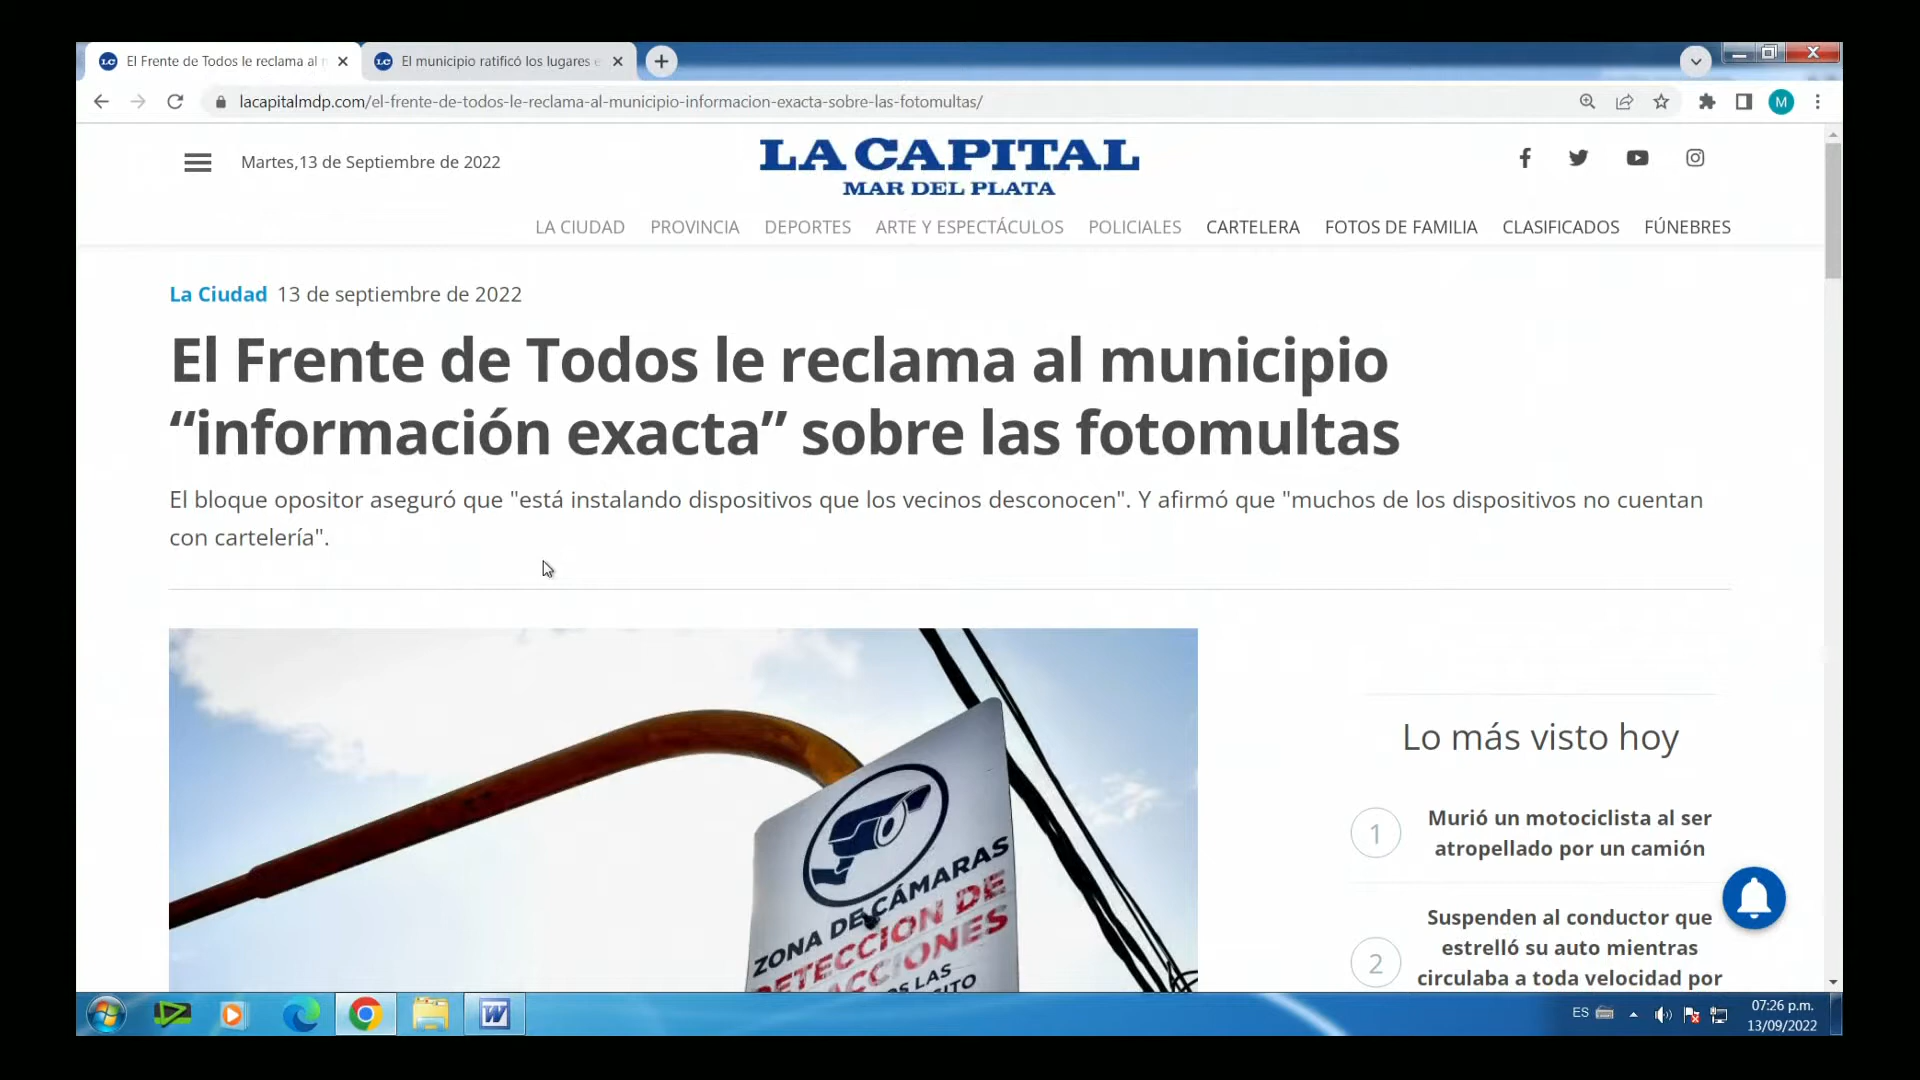 El Frente de Todos le reclama al
El municipio ratificó los lugares
lacapitalmdp.com/el-frente-de-todos-le-reclama-al-municipio-informacion-exacta-sobre-las-fotomultas/
M
Martes,13 de Septiembre de 2022
LA CAPITAL
MAR DEL PLATA
LA CIUDAD PROVINCIA DEPORTES ARTE Y ESPECTÁCULOS POLICIALES CARTELERA FOTOS DE FAMILIA CLASIFICADOS FÚNEBRES
La Ciudad 13 de septiembre de 2022
El Frente de Todos le reclama al municipio
“información exacta” sobre las fotomultas
El bloque opositor aseguró que "está instalando dispositivos que los vecinos desconocen". Y afirmó que "muchos de los dispositivos no cuentan
con cartelería".
ZONA DE CÁMARAS
DETECCION DE
Lo más visto hoy
1
Murió un motociclista al ser
atropellado por un camión
2
Suspenden al conductor que
estrelló su auto mientras
circulaba a toda velocidad por
ES
07:26 p.m.
13/09/2022